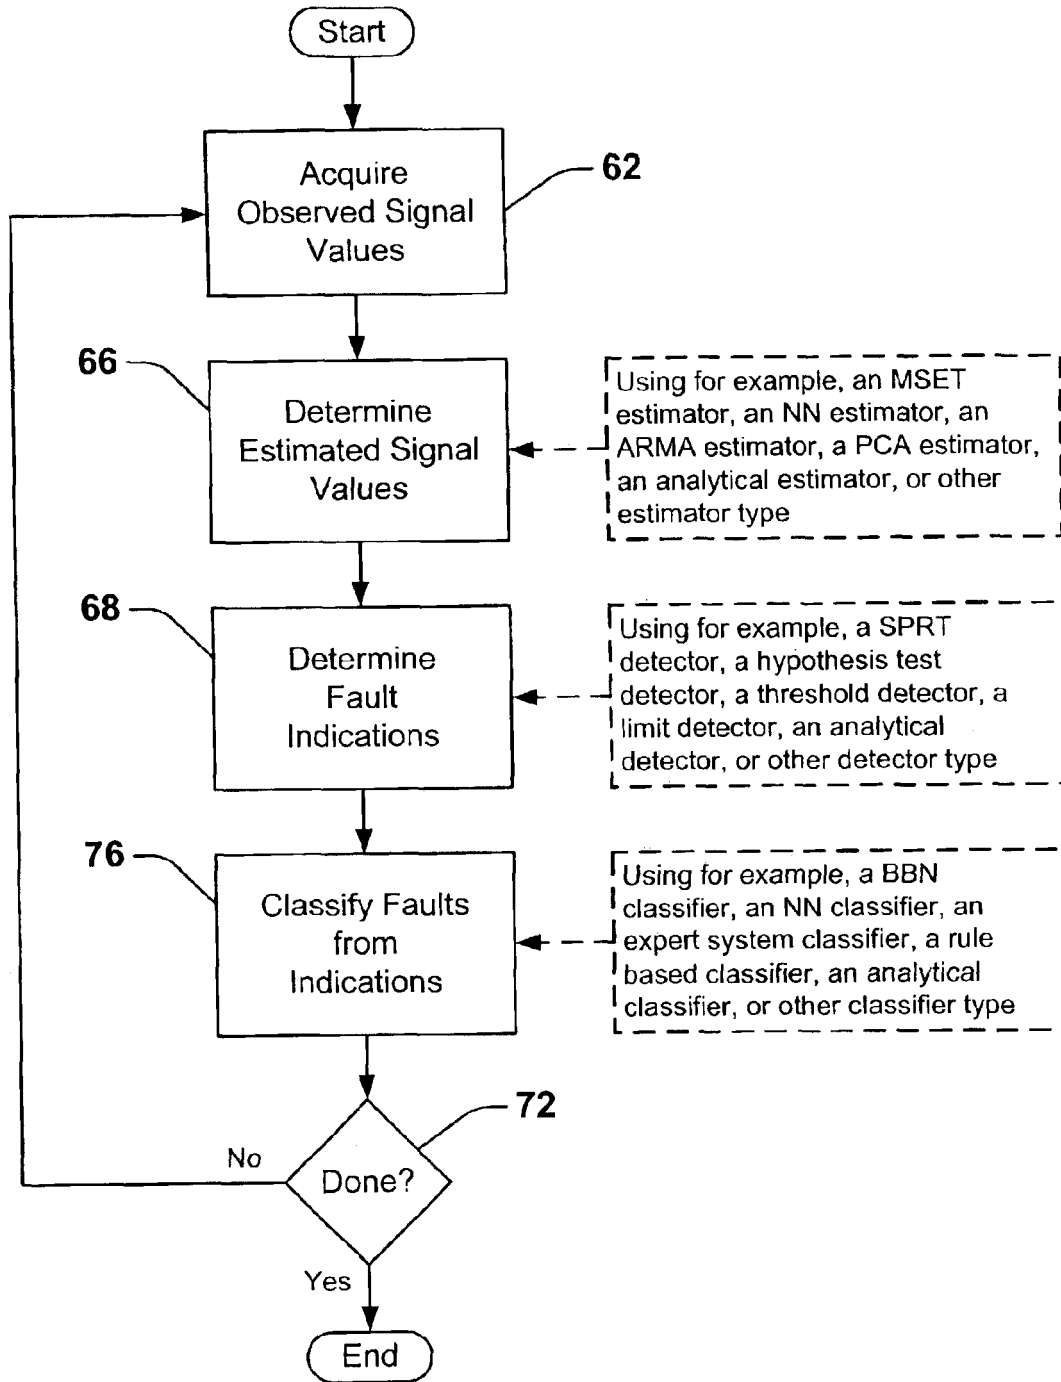 Start
Acquire
Observed Signal
Values
62
66
Determine
Estimated Signal
Values
Using for example, an MSET
estimator, an NN estimator, an
ARMA estimator, a PCA estimator,
an analytical estimator, or other
estimator type
68
Determine
Fault
Indications
Using for example, a SPRT
detector, a hypothesis test
detector, a threshold detector, a
limit detector, an analytical
detector, or other detector type
76
Classify Faults
from
Indications
Using for example, a BBN
classifier, an NN classifier, an
expert system classifier, a rule
based classifier, an analytical
classifier, or other classifier type
72
No
Done?
Yes
End